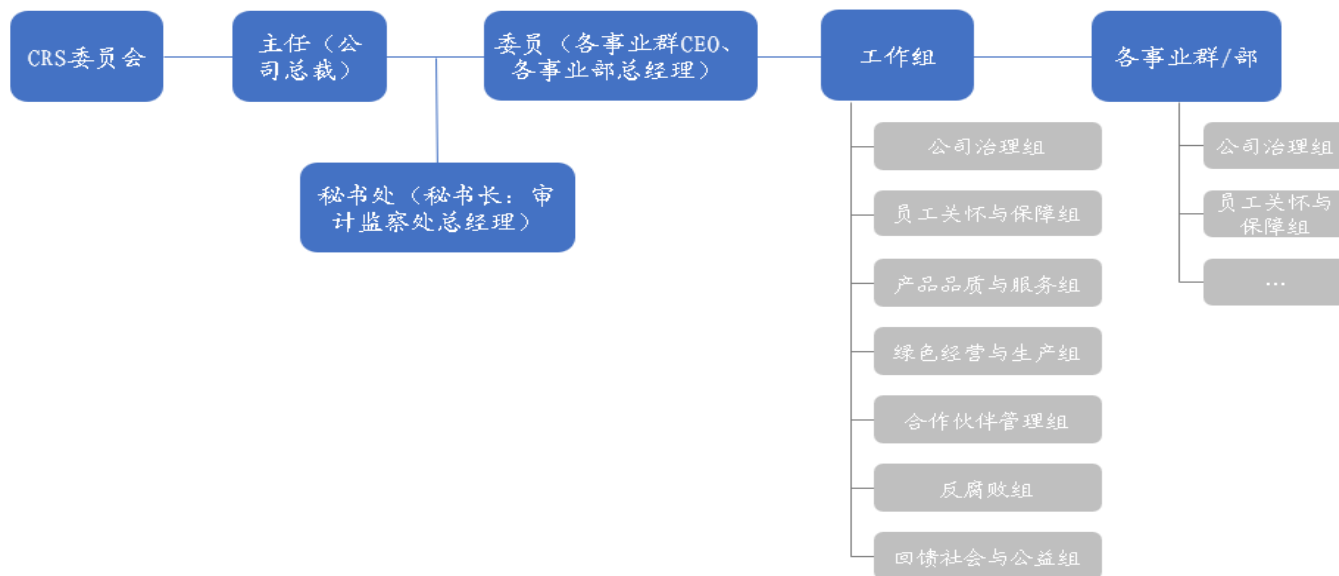 CRS委员会
主任（公
司总裁）
委员（各事业群CEO、
各事业部总经理）
工作组
各事业群/部
秘书处（秘书长：审
计监察处总经理）
公司治理组
员工关怀与保障组
产品品质与服务组
绿色经营与生产组
合作伙伴管理组
反腐败组
回馈社会与公益组
公司治理组
员工关怀与
保障组
…